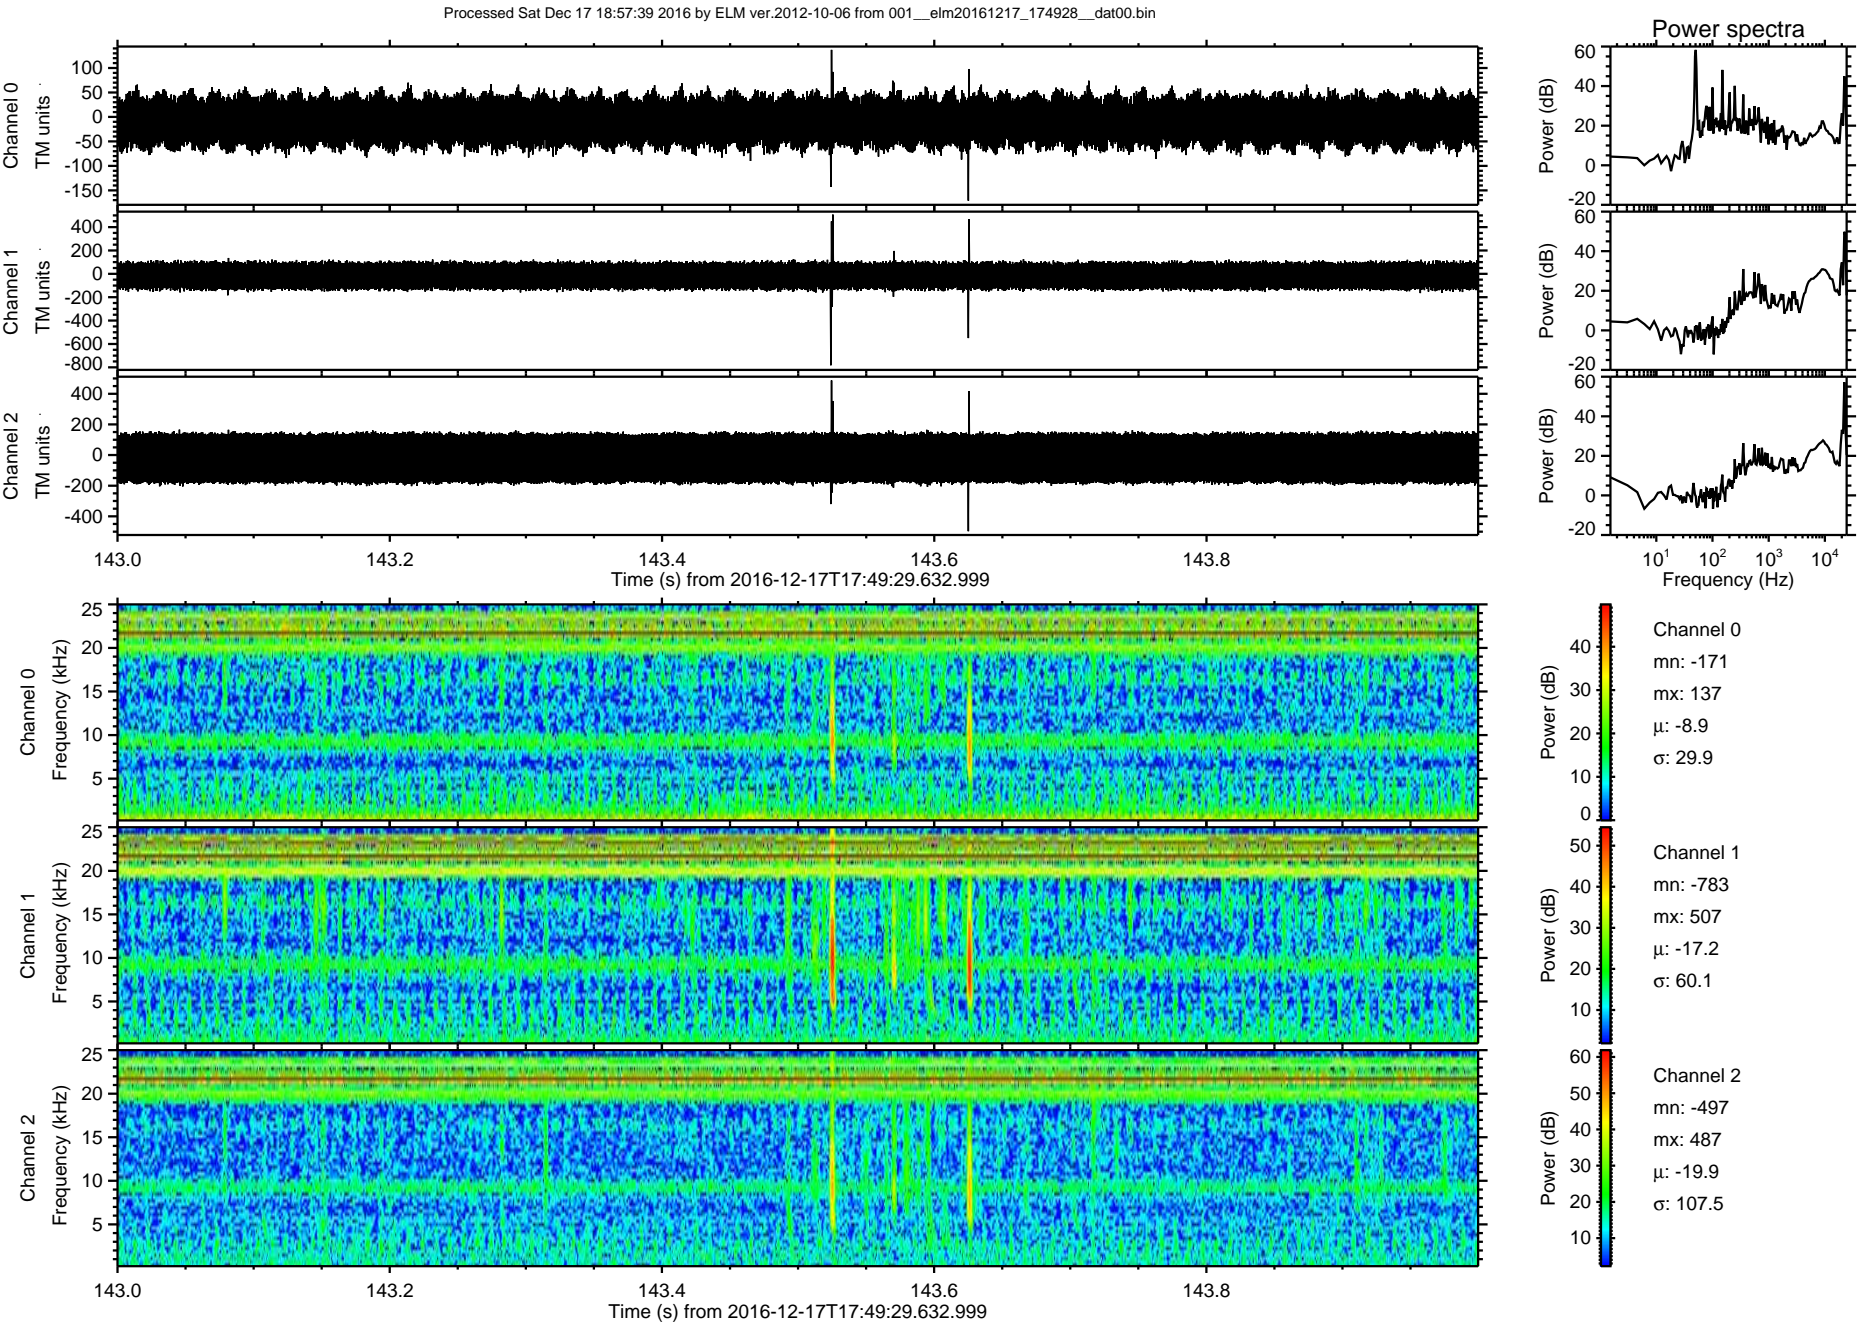 Processed Sat Dec 17 18:57:39 2016 by ELM ver.2012-10-06 from 001__elm20161217_174928__dat00.bin
Power spectra
Channel 0
TM units
100
50
0
-50
-100
-150
Power (dB)
60
40
20
0
-20
Channel 1
TM units
400
200
0
-200
-400
-600
-800
Power (dB)
60
40
20
0
-20
Channel 2
TM units
400
200
0
-200
-400
Power (dB)
60
40
20
0
-20
143.0 143.2 143.4 143.6 143.8
Time (s) from 2016-12-17T17:49:29.632.999
10¹ 10² 10³ 10⁴
Frequency (Hz)
Channel 0
Frequency (kHz)
25
20
15
10
5
Power (dB)
40
30
20
10
0
Channel 0
mn: -171
mx: 137
μ: -8.9
σ: 29.9
Channel 1
Frequency (kHz)
25
20
15
10
5
Power (dB)
50
40
30
20
10
Channel 1
mn: -783
mx: 507
μ: -17.2
σ: 60.1
Channel 2
Frequency (kHz)
25
20
15
10
5
Power (dB)
60
50
40
30
20
10
Channel 2
mn: -497
mx: 487
μ: -19.9
σ: 107.5
143.0 143.2 143.4 143.6 143.8
Time (s) from 2016-12-17T17:49:29.632.999